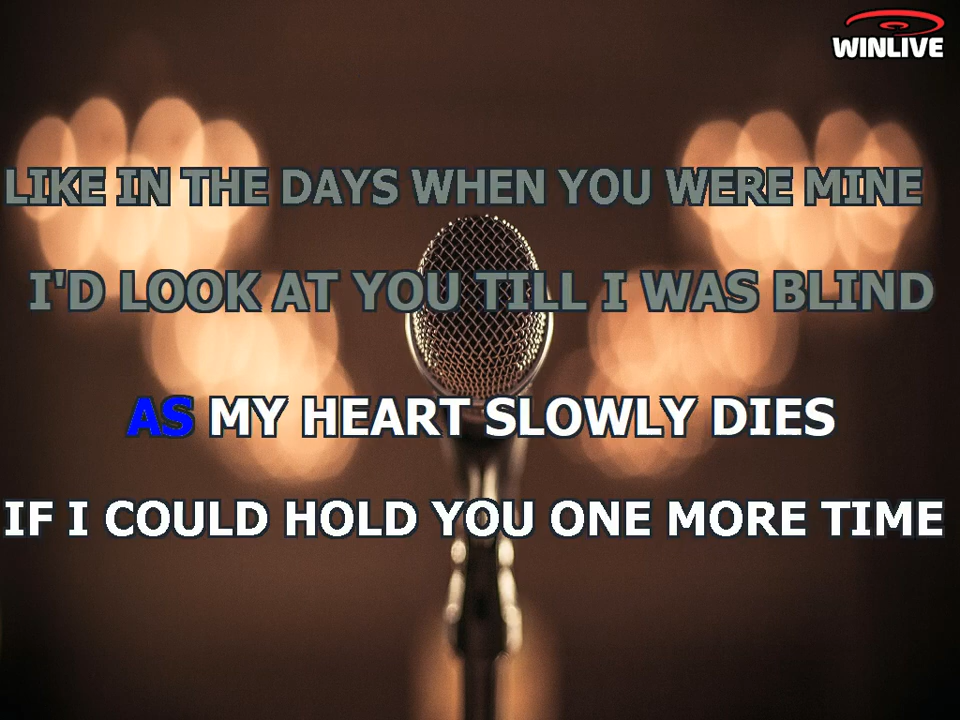 WINLIVE
LIKE IN THE DAYS WHEN YOU WERE MINE
I'D LOOK AT YOU TILL I WAS BLIND
AS MY HEART SLOWLY DIES
IF I COULD HOLD YOU ONE MORE TIME